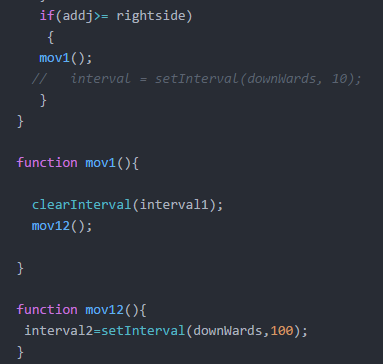 if(addj>= rightside)
{
mov1();
//   interval = setInterval(downWards, 10);
}
}
function mov1(){
clearInterval(interval1);
mov12();
}
function mov12(){
interval2=setInterval(downWards,100);
}